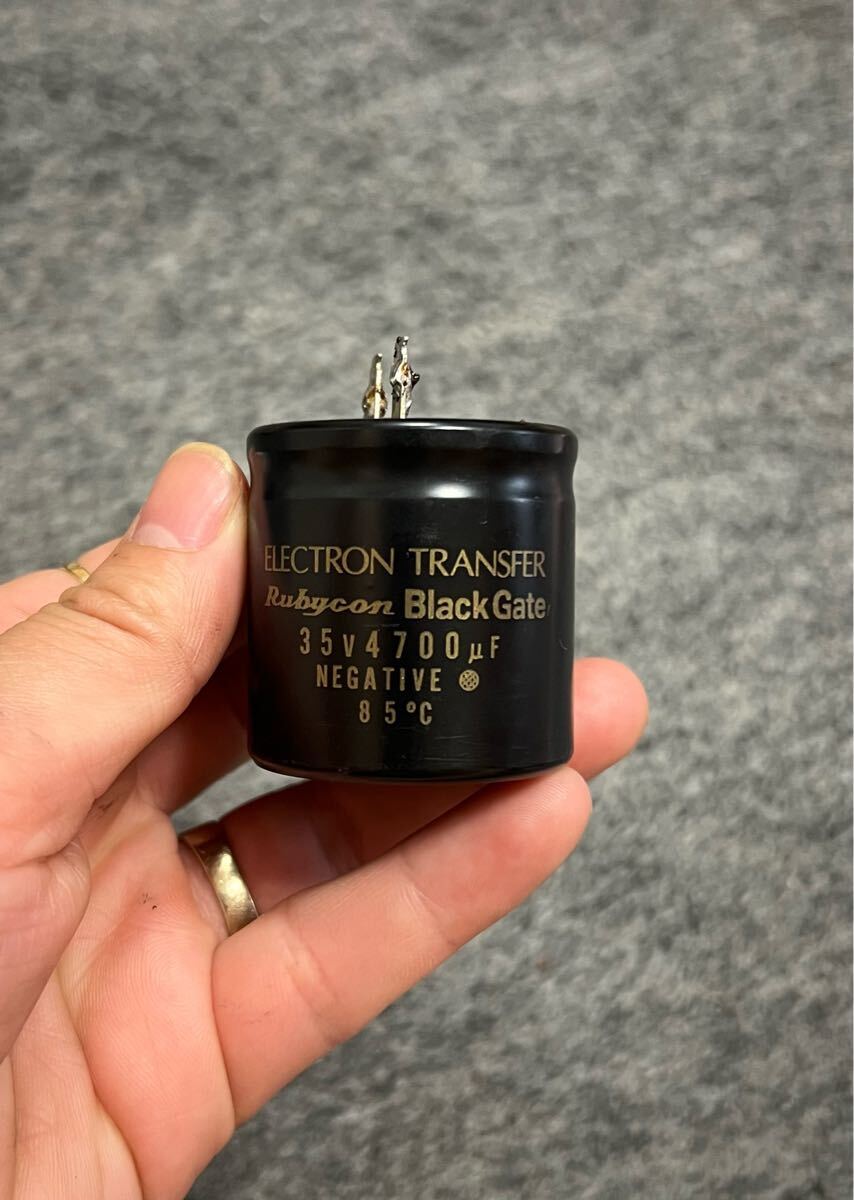 ELECTRON TRANSFER
Rubycon BlackGate
35V4700μF
NEGATIVE
85°C